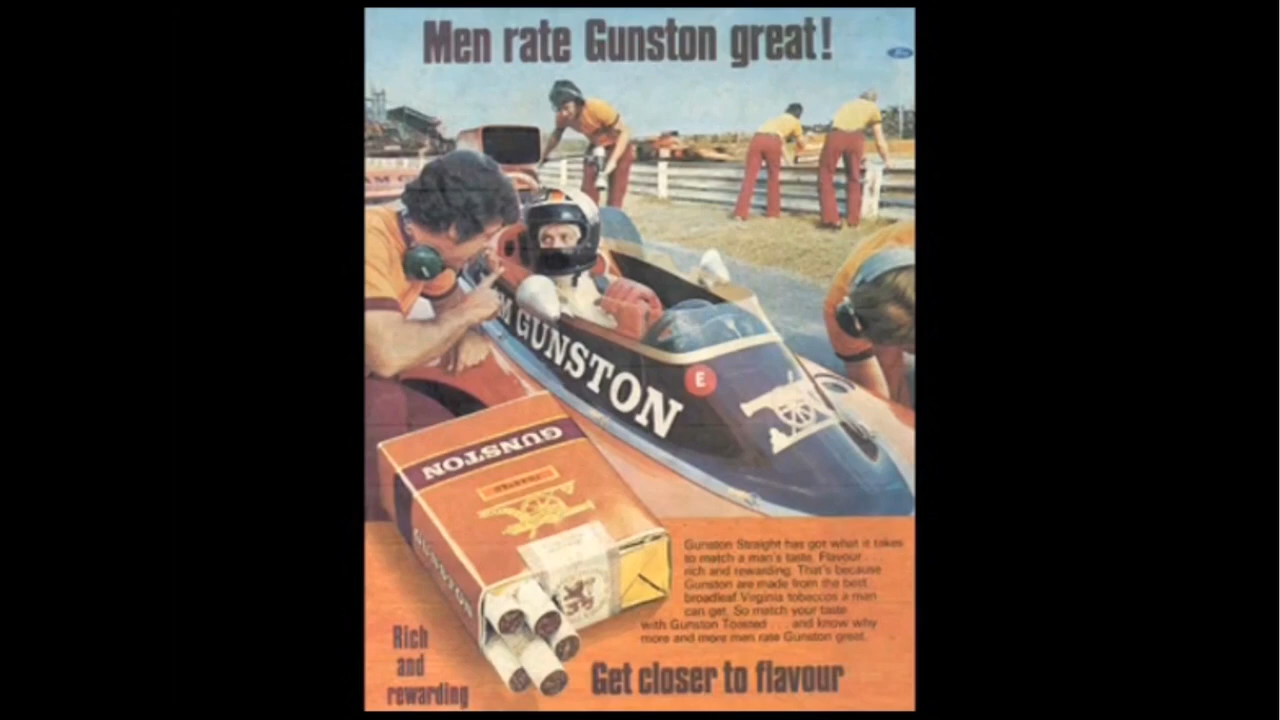 Men rate Gunston great!
Ford
GUNSTON
E
GUNSTON
TOASTED
GUNSTON
Gunston Straight has got what it takes
to match a man's taste. Flavour . . .
rich and rewarding. That's because
Gunston are made from the best
broadleaf Virginia tobaccos a man
can get. So match your taste
with Gunston Toasted . . . and know why
more and more men rate Gunston great.
Rich
and
rewarding
Get closer to flavour